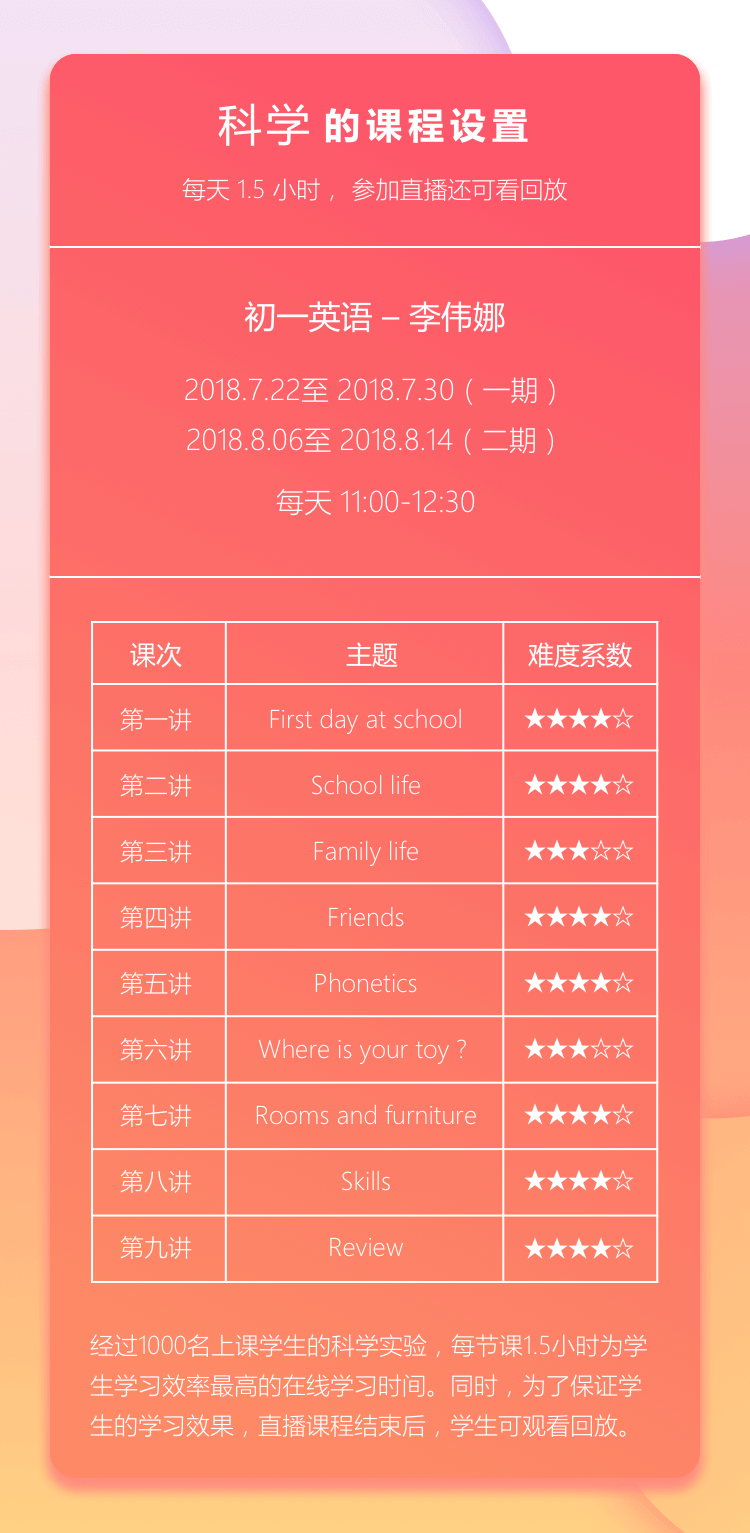 科学的课程设置
每天 1.5 小时， 参加直播还可看回放
初一英语 – 李伟娜
2018.7.22至 2018.7.30（一期）
2018.8.06至 2018.8.14（二期）
每天 11:00-12:30
课次 主题 难度系数
第一讲 First day at school ★★★★☆
第二讲 School life ★★★★☆
第三讲 Family life ★★★☆☆
第四讲 Friends ★★★★☆
第五讲 Phonetics ★★★★☆
第六讲 Where is your toy？ ★★★☆☆
第七讲 Rooms and furniture ★★★★☆
第八讲 Skills ★★★★☆
第九讲 Review ★★★★☆
经过1000名上课学生的科学实验，每节课1.5小时为学
生学习效率最高的在线学习时间。同时，为了保证学
生的学习效果，直播课程结束后，学生可观看回放。